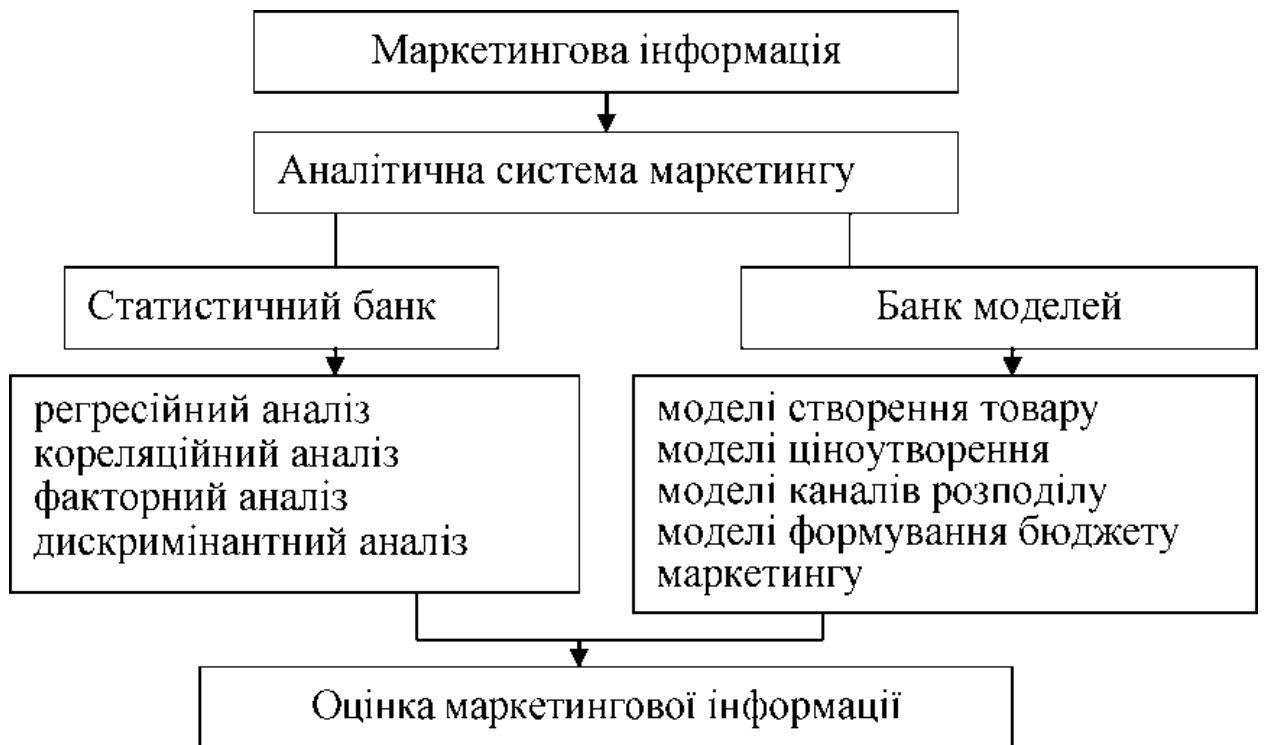 Маркетингова інформація
Аналітична система маркетингу
Статистичний банк
Банк моделей
регресійний аналіз
кореляційний аналіз
факторний аналіз
дискримінантний аналіз
моделі створення товару
моделі ціноутворення
моделі каналів розподілу
моделі формування бюджету
маркетингу
Оцінка маркетингової інформації